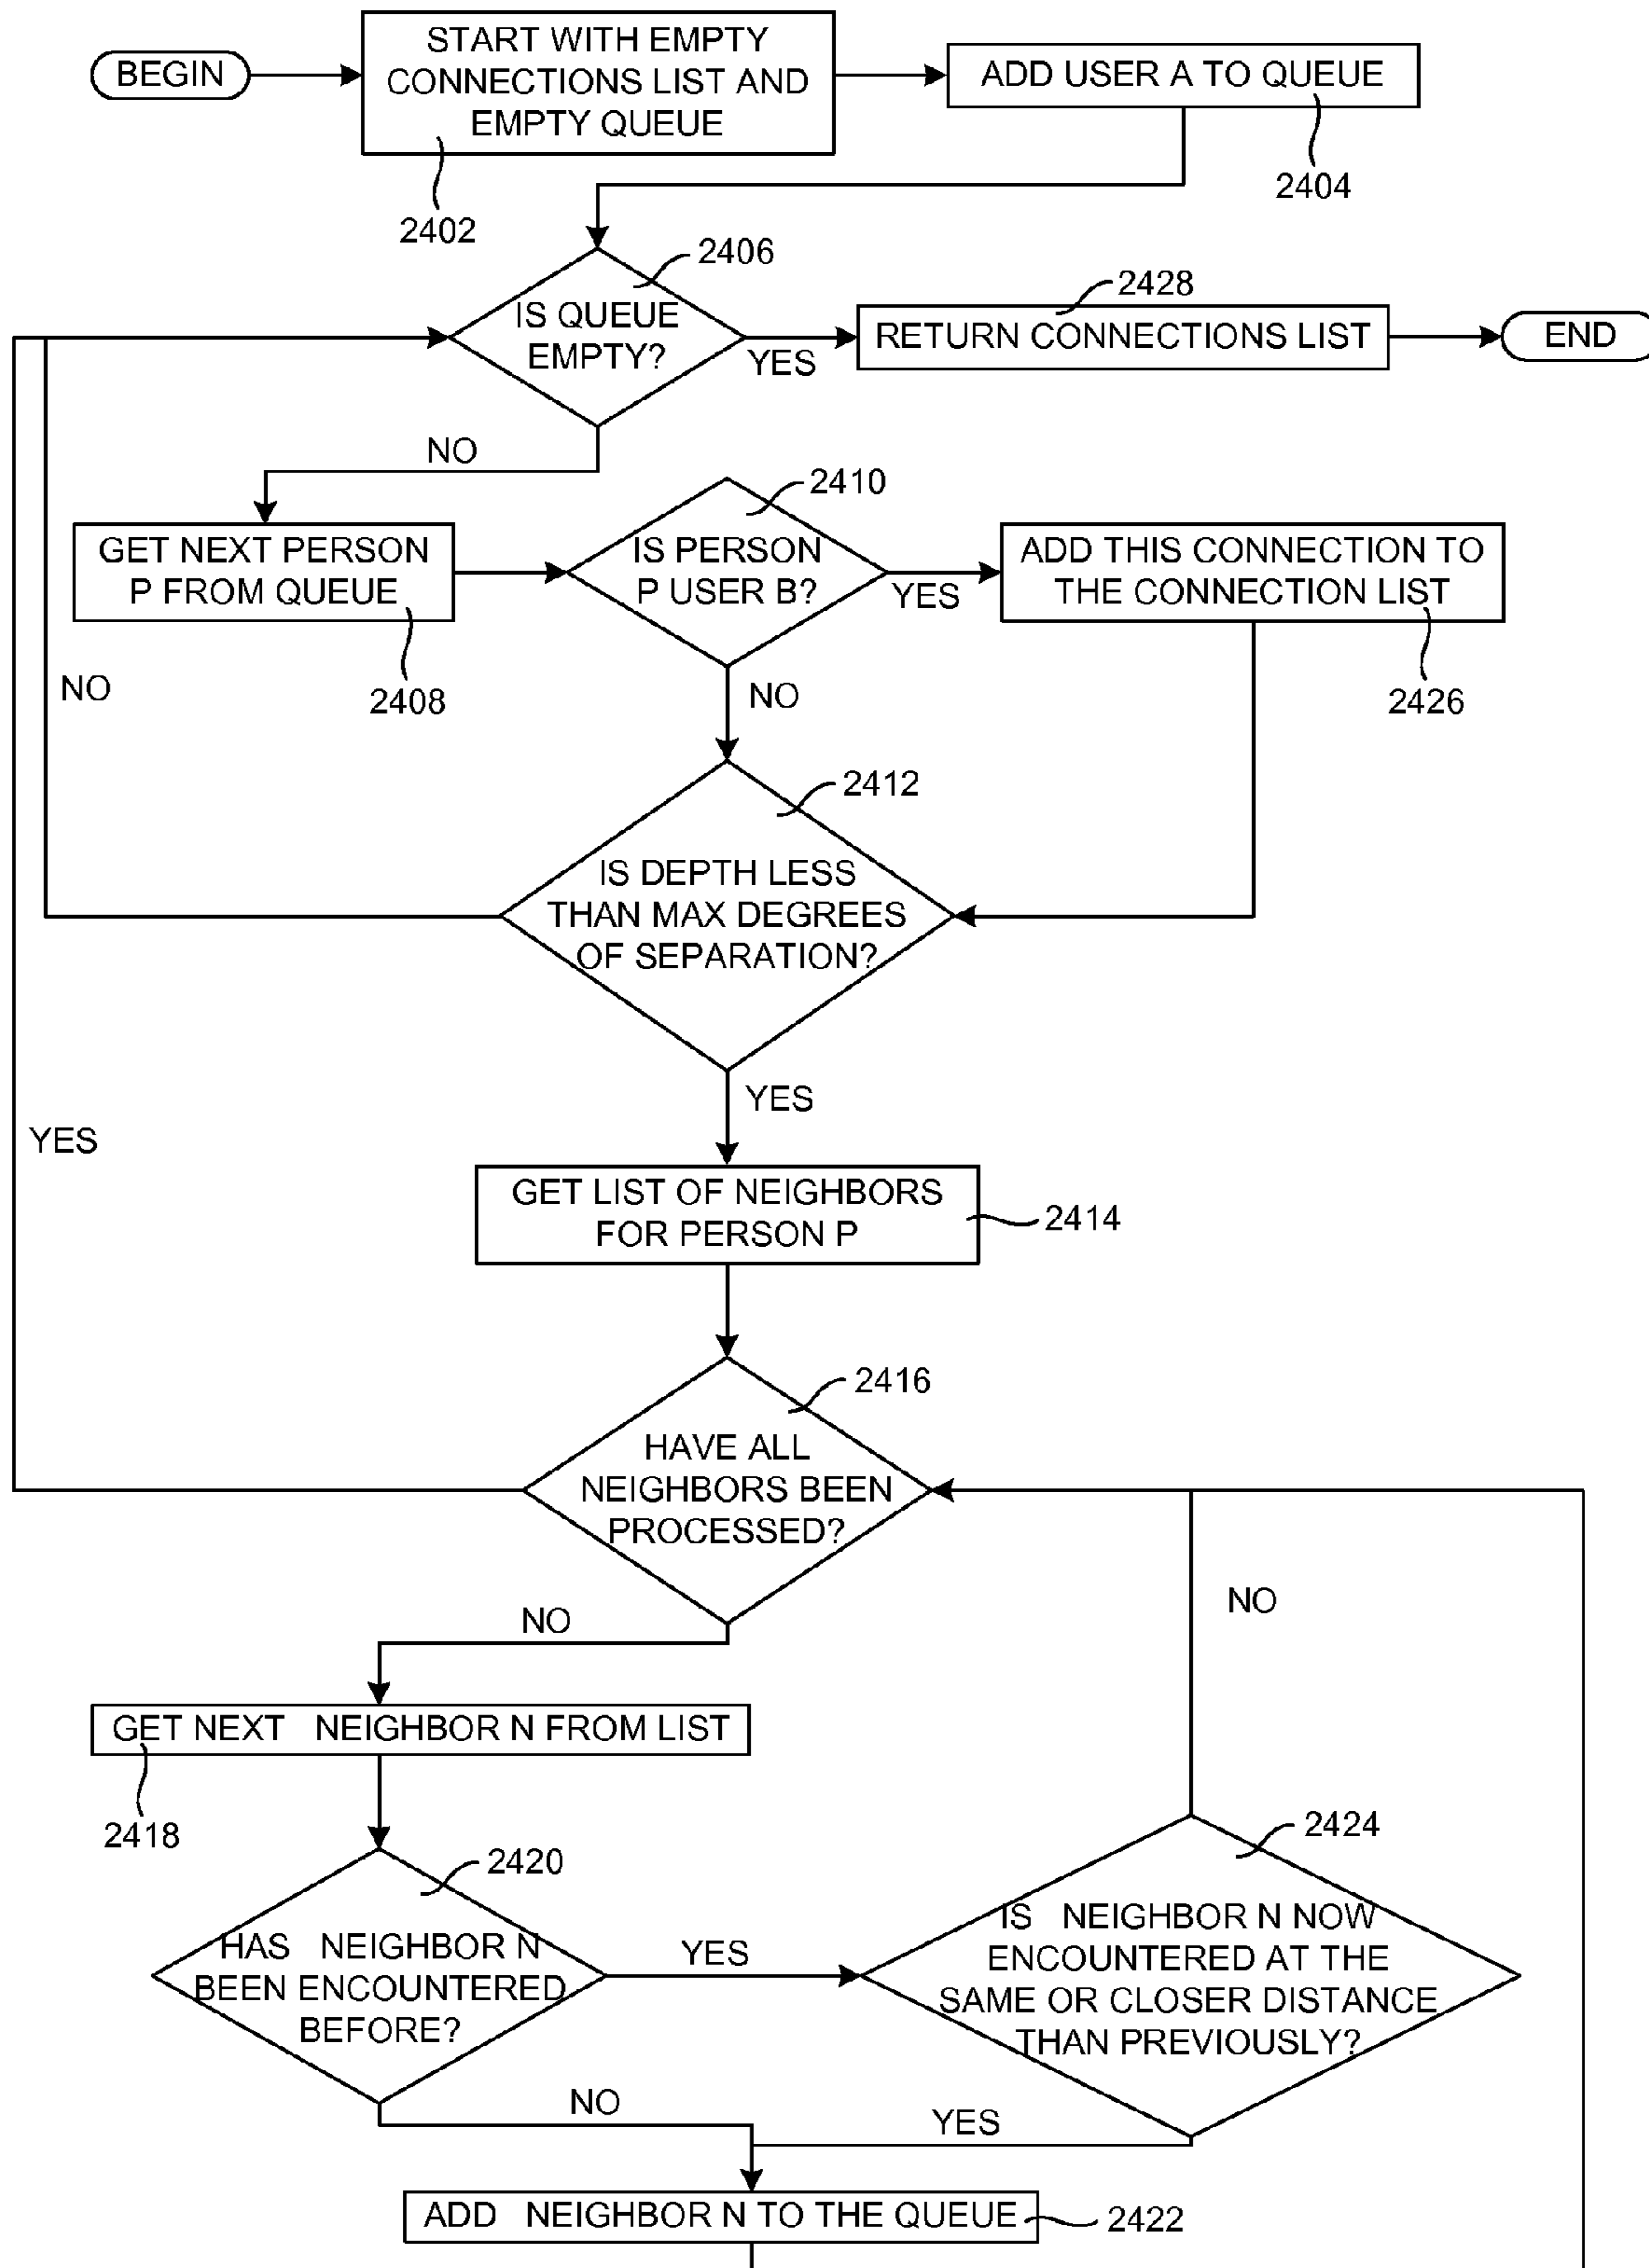 BEGIN
START WITH EMPTY
CONNECTIONS LIST AND
EMPTY QUEUE
2402
ADD USER A TO QUEUE
2404
IS QUEUE
EMPTY?
2406
YES
RETURN CONNECTIONS LIST
2428
END
NO
GET NEXT PERSON
P FROM QUEUE
2408
IS PERSON
P USER B?
2410
YES
ADD THIS CONNECTION TO
THE CONNECTION LIST
2426
NO
NO
IS DEPTH LESS
THAN MAX DEGREES
OF SEPARATION?
2412
YES
YES
GET LIST OF NEIGHBORS
FOR PERSON P
2414
HAVE ALL
NEIGHBORS BEEN
PROCESSED?
2416
NO
NO
GET NEXT NEIGHBOR N FROM LIST
2418
HAS NEIGHBOR N
BEEN ENCOUNTERED
BEFORE?
2420
YES
IS NEIGHBOR N NOW
ENCOUNTERED AT THE
SAME OR CLOSER DISTANCE
THAN PREVIOUSLY?
2424
NO
YES
ADD NEIGHBOR N TO THE QUEUE
2422